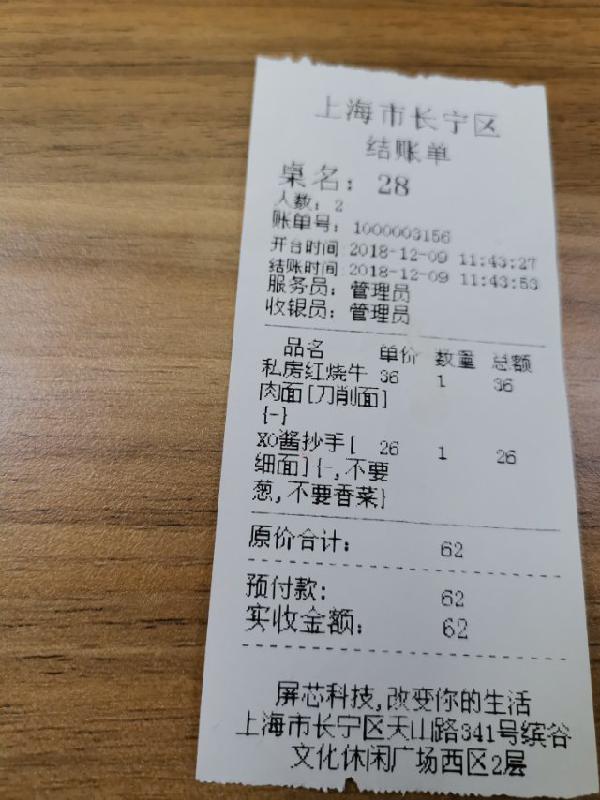 上海市长宁区
结账单
桌名: 28
人数: 2
账单号: 1000003156
开台时间:2018-12-09 11:43:27
结账时间:2018-12-09 11:43:53
服务员: 管理员
收银员: 管理员
品名 单价 数量 总额
私房红烧牛 36 1 36
肉面[刀削面]
{-}
XO酱抄手[ 26 1 26
细面]{-,不要
葱,不要香菜}
原价合计: 62
预付款: 62
实收金额: 62
屏芯科技,改变你的生活
上海市长宁区天山路341号缤谷
文化休闲广场西区2层